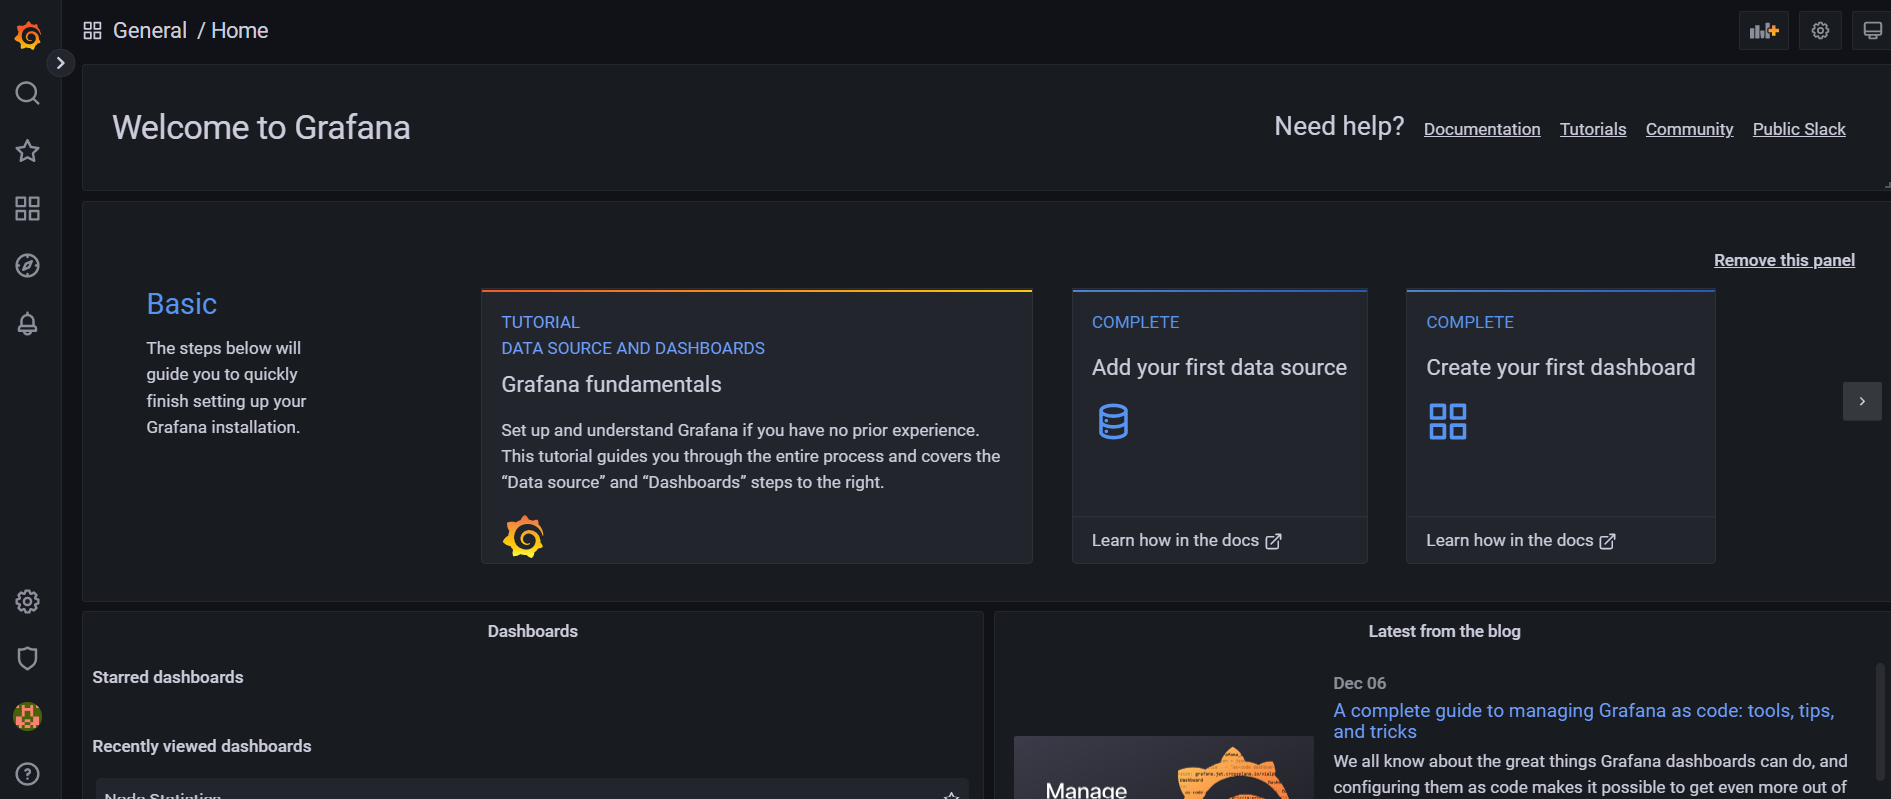 General / Home
Welcome to Grafana
Need help? Documentation Tutorials Community Public Slack
Remove this panel
Basic
The steps below will
guide you to quickly
finish setting up your
Grafana installation.
TUTORIAL
DATA SOURCE AND DASHBOARDS
Grafana fundamentals
Set up and understand Grafana if you have no prior experience.
This tutorial guides you through the entire process and covers the
“Data source” and “Dashboards” steps to the right.
COMPLETE
Add your first data source
Learn how in the docs
COMPLETE
Create your first dashboard
Learn how in the docs
Dashboards
Starred dashboards
Recently viewed dashboards
Node Statistics
Latest from the blog
Manage
Dec 06
A complete guide to managing Grafana as code: tools, tips,
and tricks
We all know about the great things Grafana dashboards can do, and
configuring them as code makes it possible to get even more out of